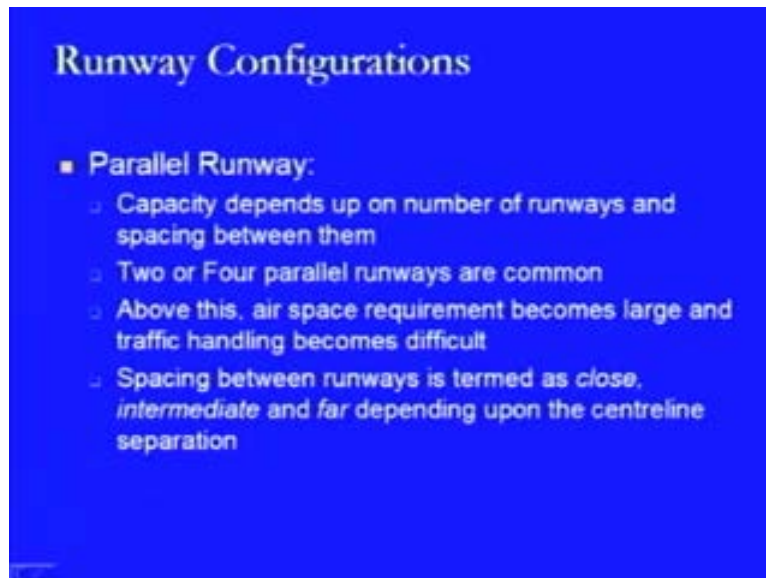 Runway Configurations
Parallel Runway:
Capacity depends up on number of runways and
spacing between them
Two or Four parallel runways are common
Above this, air space requirement becomes large and
traffic handling becomes difficult
Spacing between runways is termed as close,
intermediate and far depending upon the centreline
separation